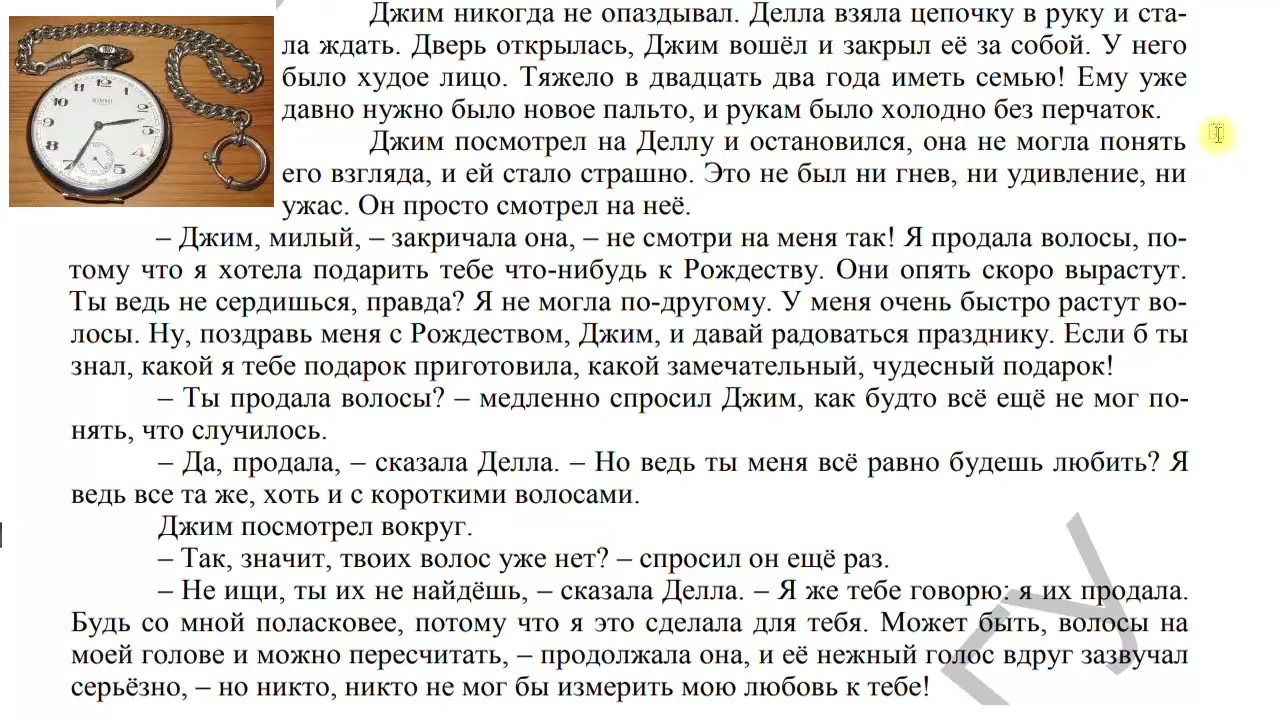 Джим никогда не опаздывал. Делла взяла цепочку в руку и ста-
ла ждать. Дверь открылась, Джим вошёл и закрыл её за собой. У него
было худое лицо. Тяжело в двадцать два года иметь семью! Ему уже
давно нужно было новое пальто, и рукам было холодно без перчаток.
Джим посмотрел на Деллу и остановился, она не могла понять
его взгляда, и ей стало страшно. Это не был ни гнев, ни удивление, ни
ужас. Он просто смотрел на неё.
– Джим, милый, – закричала она, – не смотри на меня так! Я продала волосы, по-
тому что я хотела подарить тебе что-нибудь к Рождеству. Они опять скоро вырастут.
Ты ведь не сердишься, правда? Я не могла по-другому. У меня очень быстро растут во-
лосы. Ну, поздравь меня с Рождеством, Джим, и давай радоваться празднику. Если б ты
знал, какой я тебе подарок приготовила, какой замечательный, чудесный подарок!
– Ты продала волосы? – медленно спросил Джим, как будто всё ещё не мог по-
нять, что случилось.
– Да, продала, – сказала Делла. – Но ведь ты меня всё равно будешь любить? Я
ведь все та же, хоть и с короткими волосами.
Джим посмотрел вокруг.
– Так, значит, твоих волос уже нет? – спросил он ещё раз.
– Не ищи, ты их не найдёшь, – сказала Делла. – Я же тебе говорю: я их продала.
Будь со мной поласковее, потому что я это сделала для тебя. Может быть, волосы на
моей голове и можно пересчитать, – продолжала она, и её нежный голос вдруг зазвучал
серьёзно, – но никто, никто не мог бы измерить мою любовь к тебе!